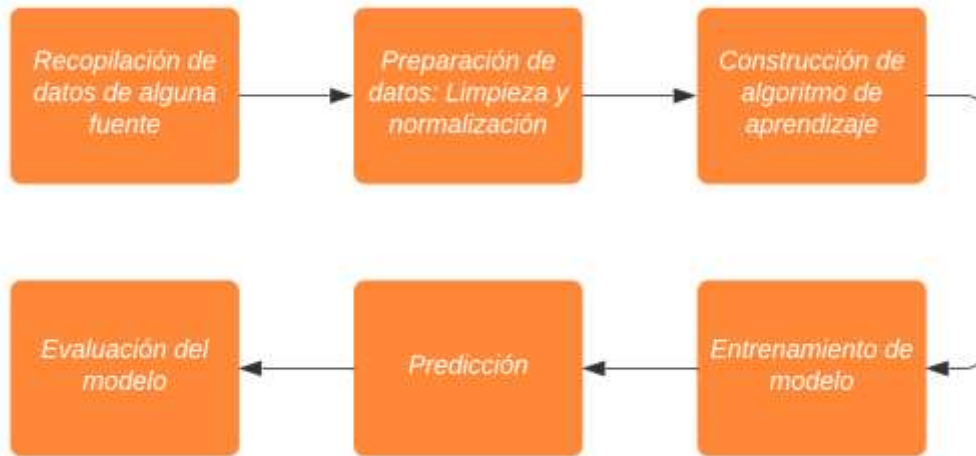 Recopilación de
datos de alguna
fuente
Preparación de
datos: Limpieza y
normalización
Construcción de
algoritmo de
aprendizaje
Entrenamiento de
modelo
Predicción
Evaluación del
modelo